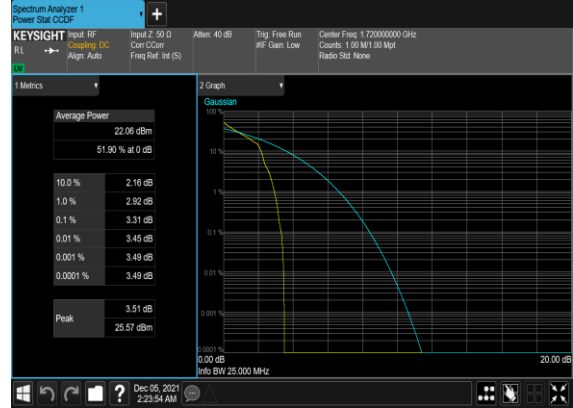 Spectrum Analyzer 1
Power Stat CCDF
KEYSIGHT
R L
Input: RF
Coupling: DC
Align: Auto
Input Z: 50 Ω
Corr CCorr
Freq Ref: Int (S)
Atten: 40 dB
Trig: Free Run
#IF Gain: Low
Center Freq: 1.720000000 GHz
Counts: 1.00 M/1.00 Mpt
Radio Std: None
1 Metrics
Average Power
22.06 dBm
51.90 % at 0 dB
10.0 % 2.16 dB
1.0 % 2.92 dB
0.1 % 3.31 dB
0.01 % 3.45 dB
0.001 % 3.49 dB
0.0001 % 3.49 dB
Peak
3.51 dB
25.57 dBm
2 Graph
Gaussian
100 %
10 %
1 %
0.1 %
0.01 %
0.001 %
0.0001 %
0.00 dB
20.00 dB
Info BW 25.000 MHz
?
Dec 05, 2021
2:23:54 AM